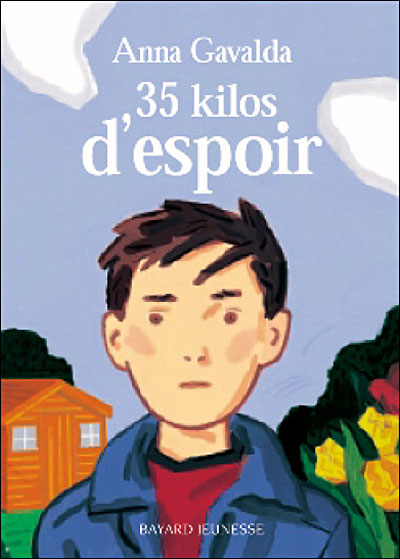 Anna Gavalda
35 kilos
d'espoir
BAYARD JEUNESSE